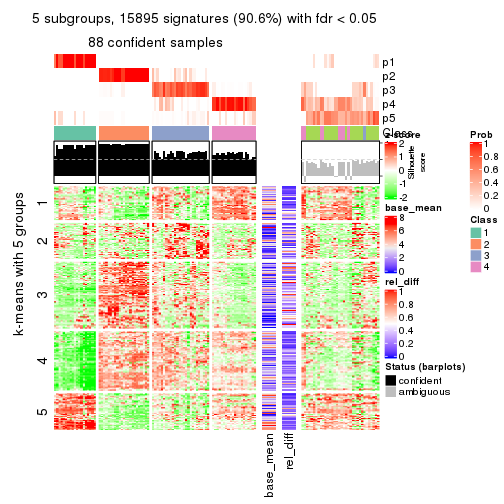 5 subgroups, 15895 signatures (90.6%) with fdr < 0.05
88 confident samples
p1
p2
p3
p4
p5
Class
Silhouette
score
k-means with 5 groups
1
2
3
4
5
base_mean
rel_diff
z-score
2
1
0
-1
-2
base_mean
8
6
4
2
0
rel_diff
1
0.8
0.6
0.4
0.2
0
Status (barplots)
confident
ambiguous
Prob
1
0.8
0.6
0.4
0.2
0
Class
1
2
3
4